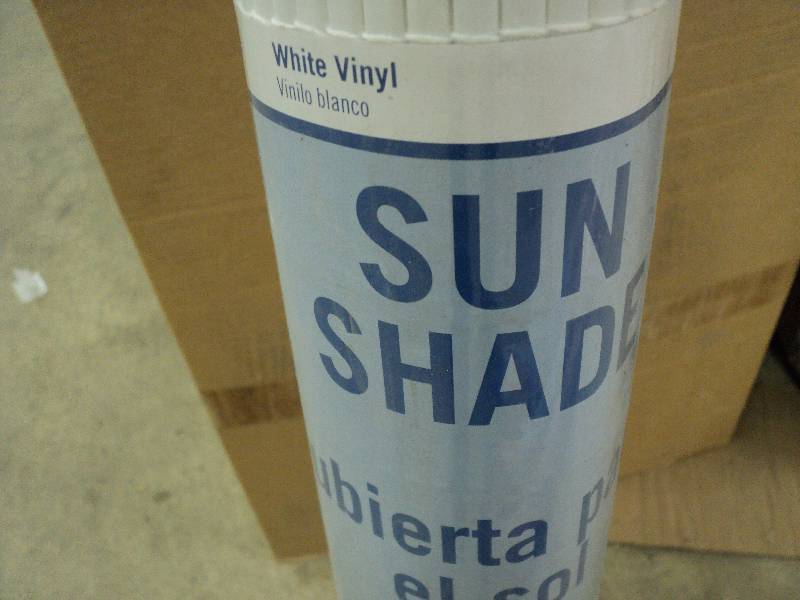 White Vinyl
Vinilo blanco
SUN
SHADE
ubierta pa
el sol